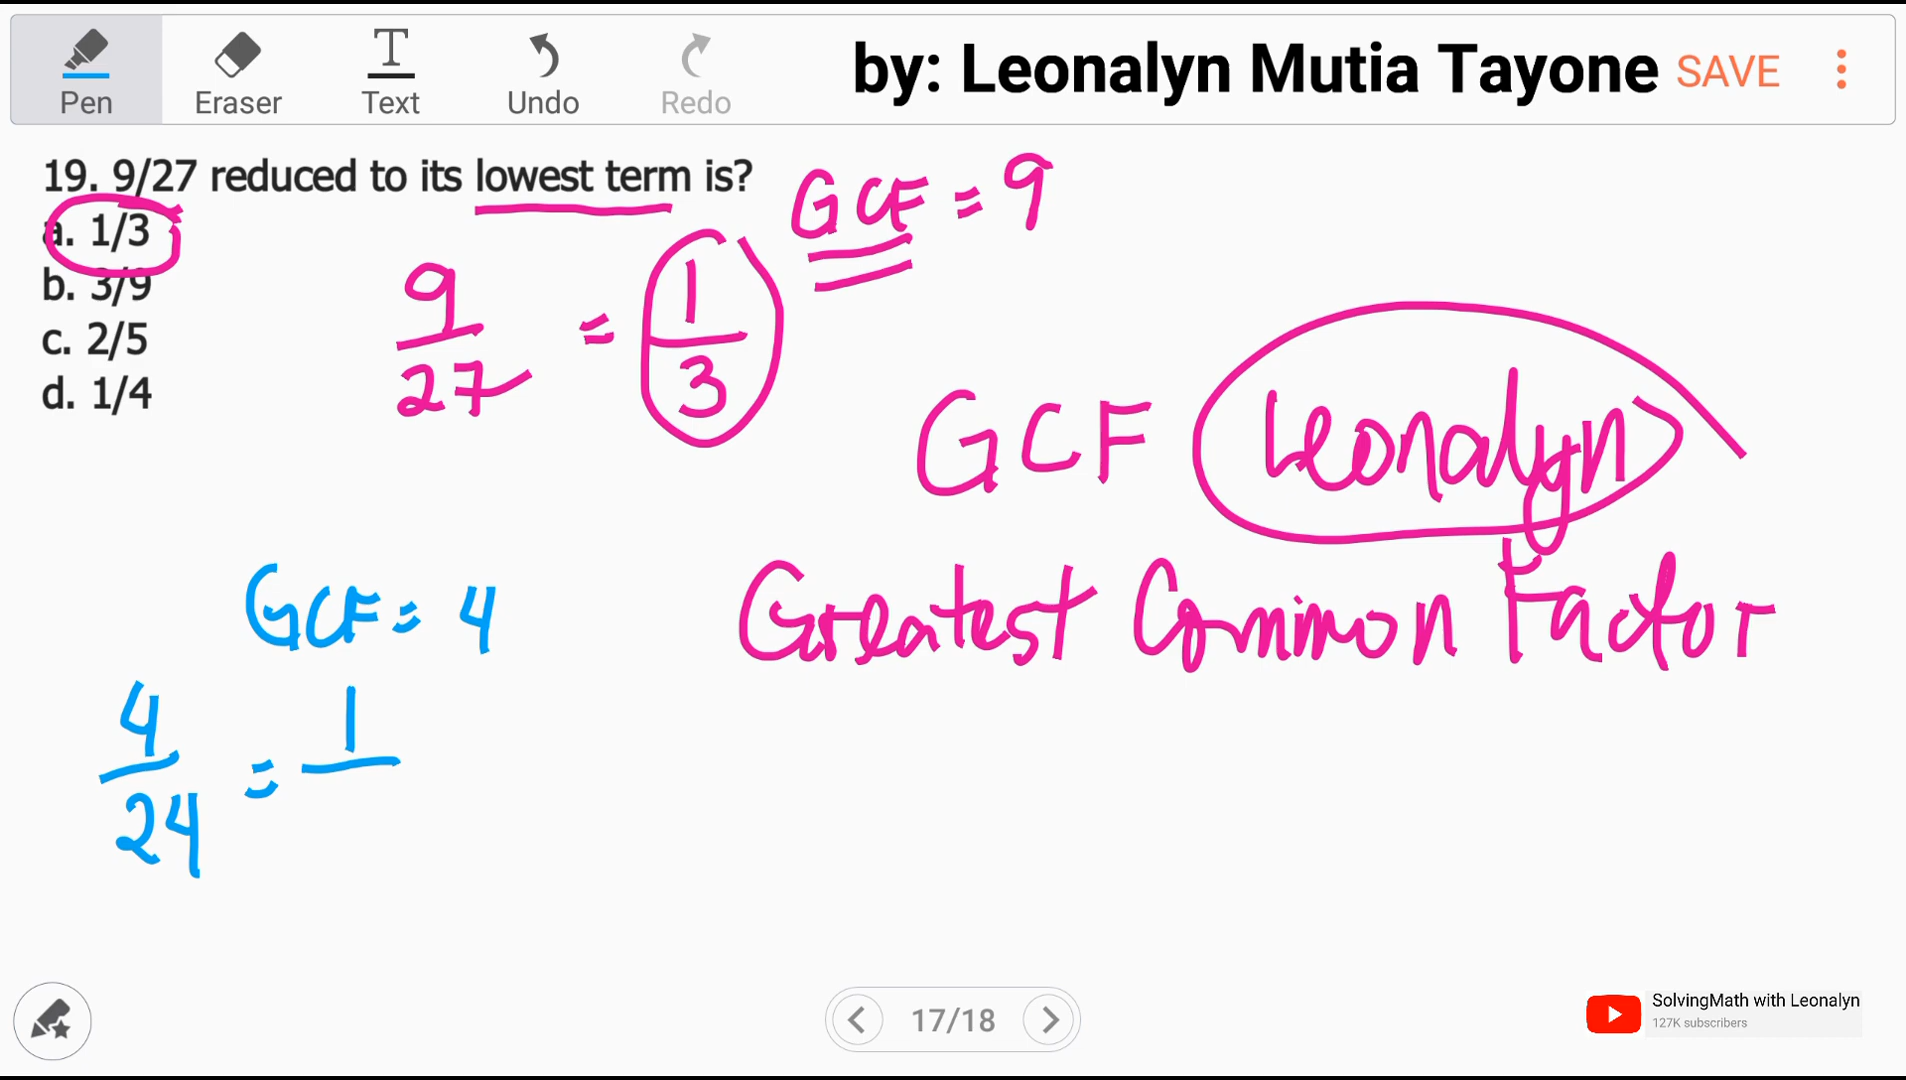 Pen Eraser Text Undo Redo by: Leonalyn Mutia Tayone SAVE
19. 9/27 reduced to its lowest term is?
a. 1/3
b. 3/9
c. 2/5
d. 1/4
GCF = 9
9/27 = 1/3
GCF Leonalyn
Greatest Common Factor
GCF = 4
4/24 = 1/
17/18
SolvingMath with Leonalyn
127K subscribers